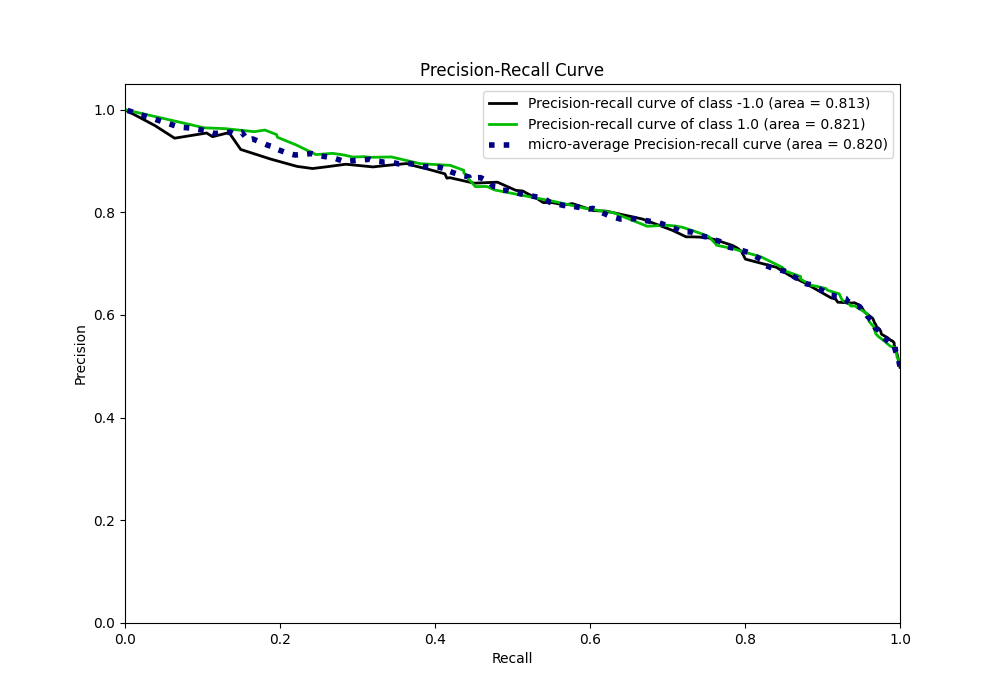 Precision-Recall Curve
Precision-recall curve of class -1.0 (area = 0.813)
Precision-recall curve of class 1.0 (area = 0.821)
micro-average Precision-recall curve (area = 0.820)
1.0
0.8
0.6
0.4
0.2
0.0
Precision
0.0 0.2 0.4 0.6 0.8 1.0
Recall